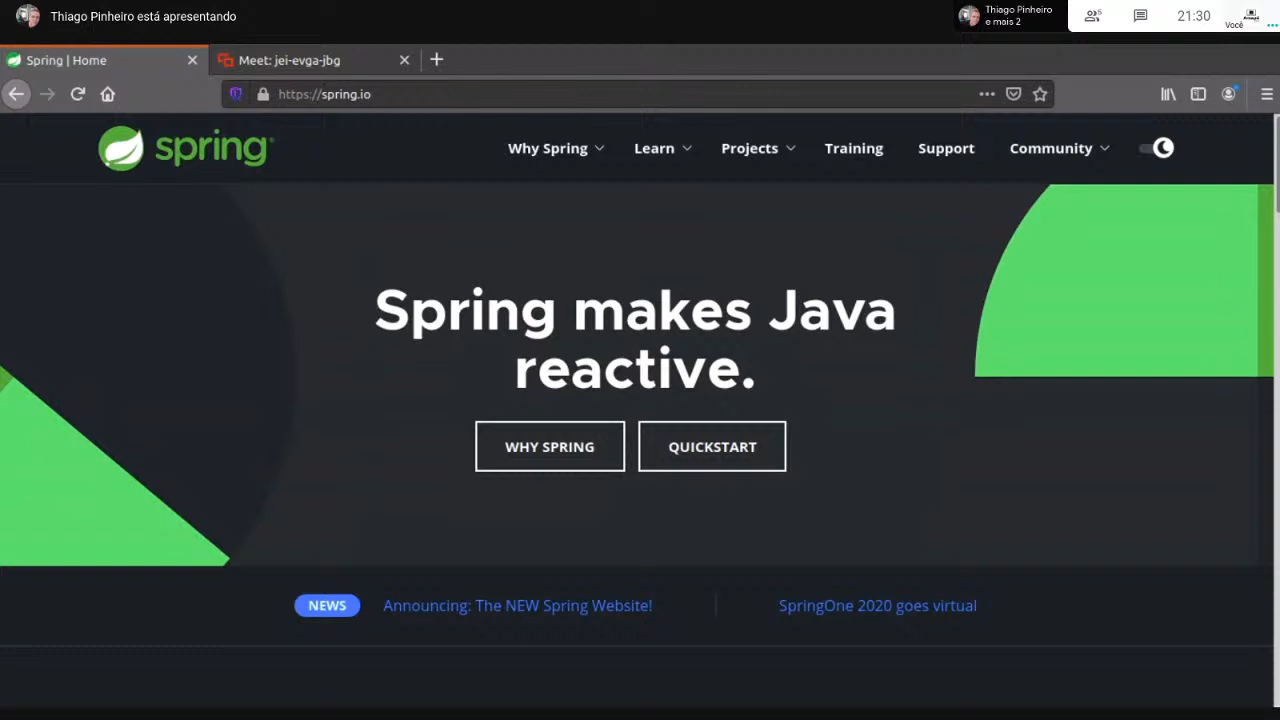 Thiago Pinheiro está apresentando
Thiago Pinheiro
e mais 2
5
21:30
Você
Spring | Home
Meet: jei-evga-jbg
https://spring.io
spring
Why Spring
Learn
Projects
Training
Support
Community
Spring makes Java
reactive.
WHY SPRING
QUICKSTART
NEWS
Announcing: The NEW Spring Website!
SpringOne 2020 goes virtual